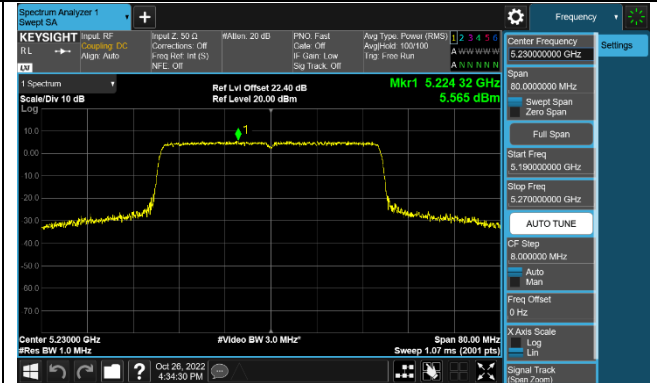 Spectrum Analyzer 1
Swept SA
Frequency
KEYSIGHT
RL
LXI
Input: RF
Coupling: DC
Align: Auto
Input Z: 50 Ω
Corrections: Off
Freq Ref: Int (S)
NFE: Off
#Atten: 20 dB
PNO: Fast
Gate: Off
IF Gain: Low
Sig Track: Off
Avg Type: Power (RMS)
Avg|Hold: 100/100
Trig: Free Run
1 2 3 4 5 6
A W W W W W
A N N N N N
1 Spectrum
Scale/Div 10 dB
Log
Ref Lvl Offset 22.40 dB
Ref Level 20.00 dBm
Mkr1 5.224 32 GHz
5.565 dBm
1
10.0
0.00
-10.0
-20.0
-30.0
-40.0
-50.0
-60.0
-70.0
Center 5.23000 GHz
#Res BW 1.0 MHz
#Video BW 3.0 MHz*
Span 80.00 MHz
Sweep 1.07 ms (2001 pts)
Center Frequency
5.230000000 GHz
Settings
Span
80.0000000 MHz
Swept Span
Zero Span
Full Span
Start Freq
5.190000000 GHz
Stop Freq
5.270000000 GHz
AUTO TUNE
CF Step
8.000000 MHz
Auto
Man
Freq Offset
0 Hz
X Axis Scale
Log
Lin
Signal Track
(Span Zoom)
?
Oct 26, 2022
4:34:30 PM